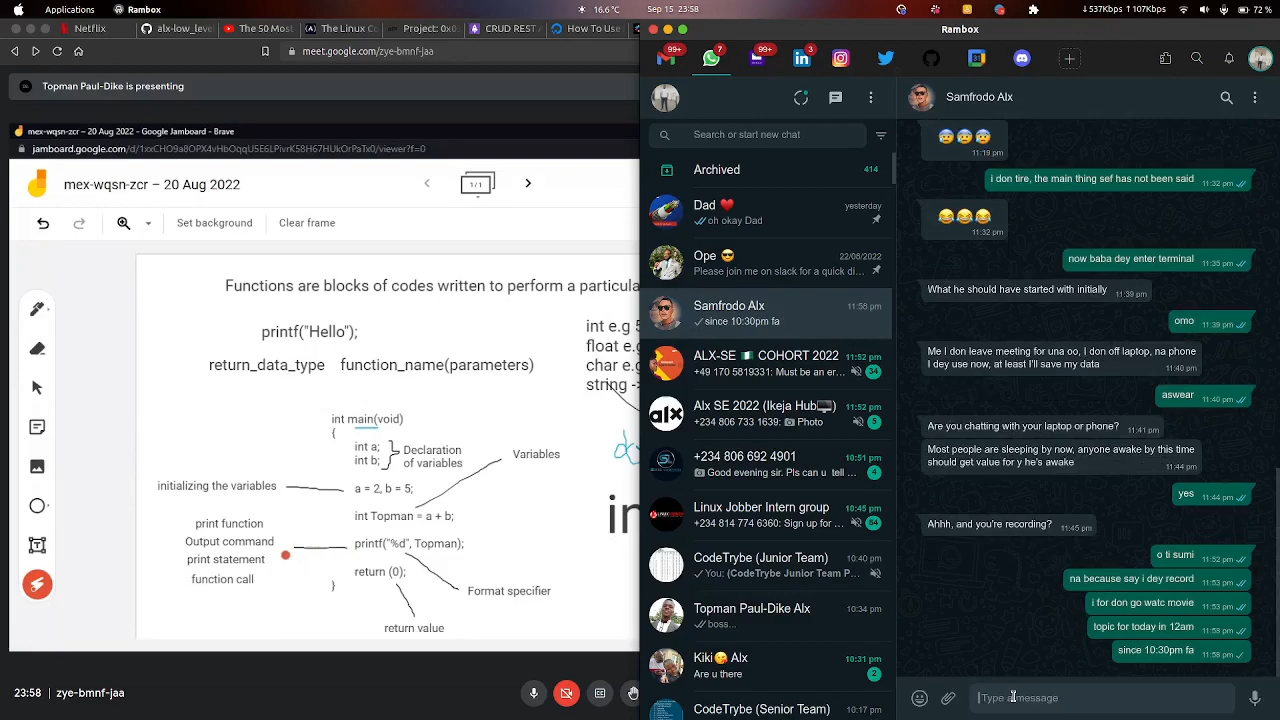 Applications
Rambox
16.6°C
Sep 15 23:58
↓537Kbps ↑107Kbps
72 %
Netflix
alx-low_level
The 50 Most
The Linux C
Project: 0x0
CRUD REST
How To Use
meet.google.com/zye-bmnf-jaa
Topman Paul-Dike is presenting
mex-wqsn-zcr – 20 Aug 2022 - Google Jamboard - Brave
mex-wqsn-zcr – 20 Aug 2022
1/1
Set background
Clear frame
Functions are blocks of codes written to perform a particula
printf("Hello");
int e.g 5
float e.g
char e.g
string -
return_data_type function_name(parameters)
int main(void)
{
int a;
int b;
Declaration
of variables
Variables
initializing the variables
a = 2, b = 5;
int Topman = a + b;
in
print function
Output command
print statement
function call
printf("%d", Topman);
return (0);
}
Format specifier
return value
23:58
zye-bmnf-jaa
Rambox
99+
7
99+
3
31
Search or start new chat
Archived
414
Dad ❤️
yesterday
oh okay Dad
Ope 😎
22/08/2022
Please join me on slack for a quick di...
Samfrodo Alx
11:58 pm
since 10:30pm fa
ALX-SE 🇳🇬 COHORT 2022
11:52 pm
+49 170 5819331: Must be an er...
34
alx
Alx SE 2022 (Ikeja Hub🖥️)
11:52 pm
+234 806 733 1639: 📷 Photo
5
+234 806 692 4901
10:51 pm
Good evening sir. Pls can u tell ...
4
Linux Jobber Intern group
10:45 pm
+234 814 774 6360: Sign up for ...
54
CodeTrybe (Junior Team)
10:40 pm
You: (CodeTrybe Junior Team P...
Topman Paul-Dike Alx
10:34 pm
boss...
Kiki😘 Alx
10:31 pm
Are u there
2
CodeTrybe (Senior Team)
10:17 pm
Samfrodo Alx
😰😰😰
11:19 pm
i don tire, the main thing sef has not been said
11:32 pm
😂😂😂
11:32 pm
now baba dey enter terminal
11:35 pm
What he should have started with initially
11:39 pm
omo
11:39 pm
Me I don leave meeting for una oo, I don off laptop, na phone
I dey use now, at least I'll save my data
11:40 pm
aswear
11:40 pm
Are you chatting with your laptop or phone?
11:41 pm
Most people are sleeping by now, anyone awake by this time
should get value for y he's awake
11:44 pm
yes
11:44 pm
Ahhh, and you're recording?
11:45 pm
o ti sumi
11:52 pm
na because say i dey record
11:53 pm
i for don go watc movie
11:53 pm
topic for today in 12am
11:53 pm
since 10:30pm fa
11:58 pm
Type a message